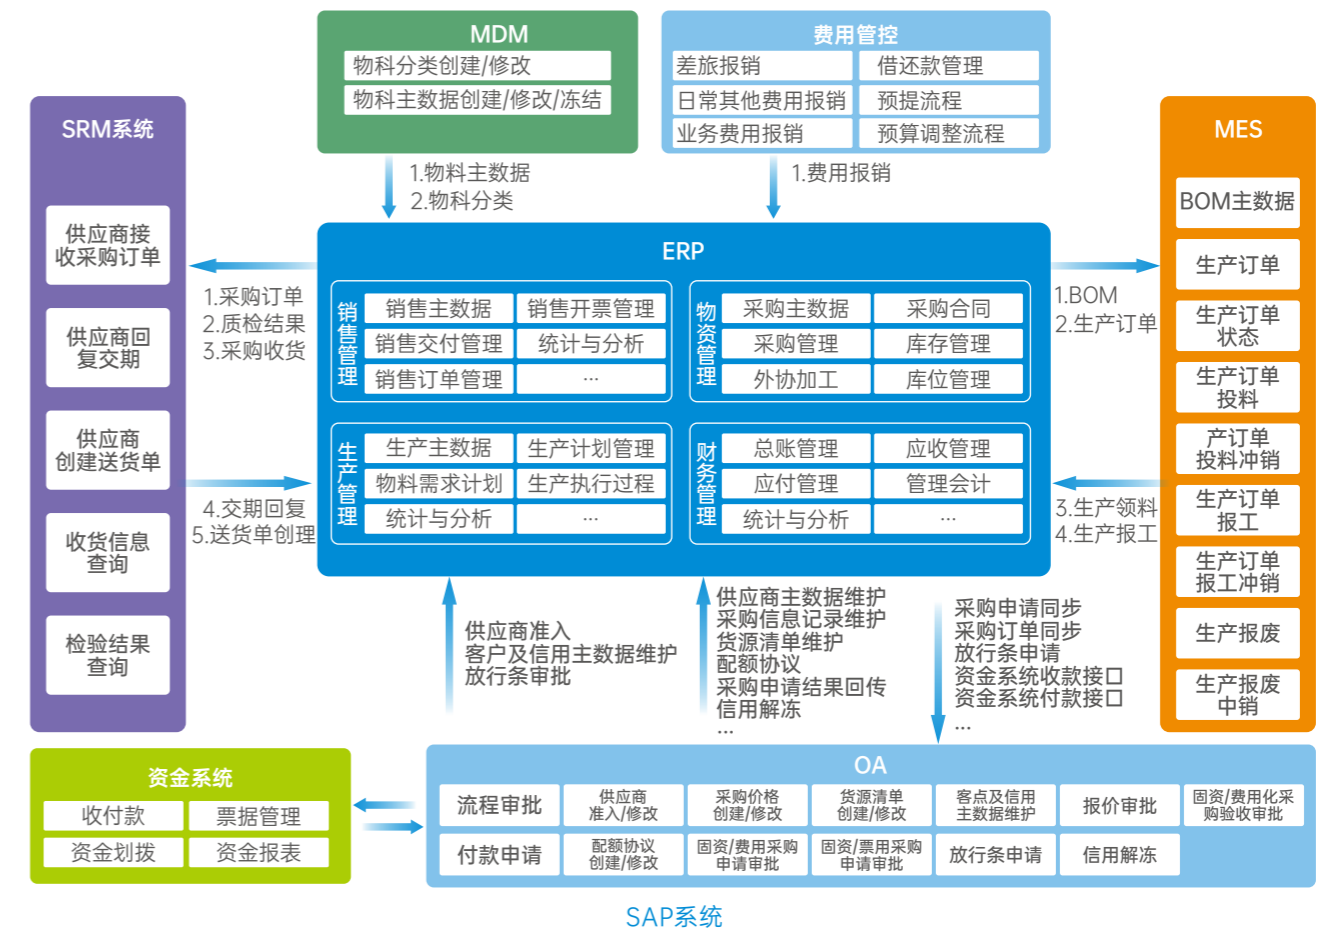 MDM
物科分类创建/修改
物科主数据创建/修改/冻结
费用管控
差旅报销
借还款管理
日常其他费用报销
预提流程
业务费用报销
预算调整流程
1.物料主数据
2.物科分类
1.费用报销
SRM系统
供应商接
收采购订单
供应商回
复交期
供应商
创建送货单
收货信息
查询
检验结果
查询
1.采购订单
2.质检结果
3.采购收货
4.交期回复
5.送货单创理
ERP
销售管理
销售主数据
销售开票管理
销售交付管理
统计与分析
销售订单管理
...
物资管理
采购主数据
采购合同
采购管理
库存管理
外协加工
库位管理
生产管理
生产主数据
生产计划管理
物料需求计划
生产执行过程
统计与分析
...
财务管理
总账管理
应收管理
应付管理
管理会计
统计与分析
...
1.BOM
2.生产订单
3.生产领料
4.生产报工
MES
BOM主数据
生产订单
生产订单
状态
生产订单
投料
产订单
投料冲销
生产订单
报工
生产订单
报工冲销
生产报废
生产报废
中销
供应商准入
客户及信用主数据维护
放行条审批
供应商主数据维护
采购信息记录维护
货源清单维护
配额协议
采购申请结果回传
信用解冻
...
采购申请同步
采购订单同步
放行条申请
资金系统收款接口
资金系统付款接口
...
资金系统
收付款
票据管理
资金划拨
资金报表
OA
流程审批
供应商
准入/修改
采购价格
创建/修改
货源清单
创建/修改
客点及信用
主数据维护
报价审批
固资/费用化采
购验收审批
付款申请
配额协议
创建/修改
固资/费用采购
申请审批
固资/票用采购
申请审批
放行条申请
信用解冻
SAP系统